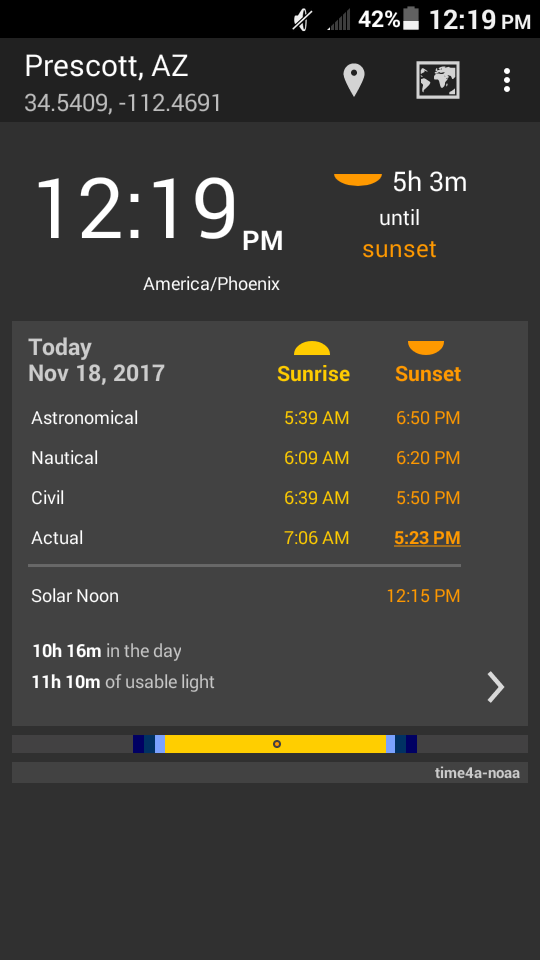 42% 12:19 PM
Prescott, AZ
34.5409, -112.4691
12:19 PM
5h 3m
until
sunset
America/Phoenix
Today
Nov 18, 2017
Sunrise Sunset
Astronomical 5:39 AM 6:50 PM
Nautical 6:09 AM 6:20 PM
Civil 6:39 AM 5:50 PM
Actual 7:06 AM 5:23 PM
Solar Noon 12:15 PM
10h 16m in the day
11h 10m of usable light
time4a-noaa